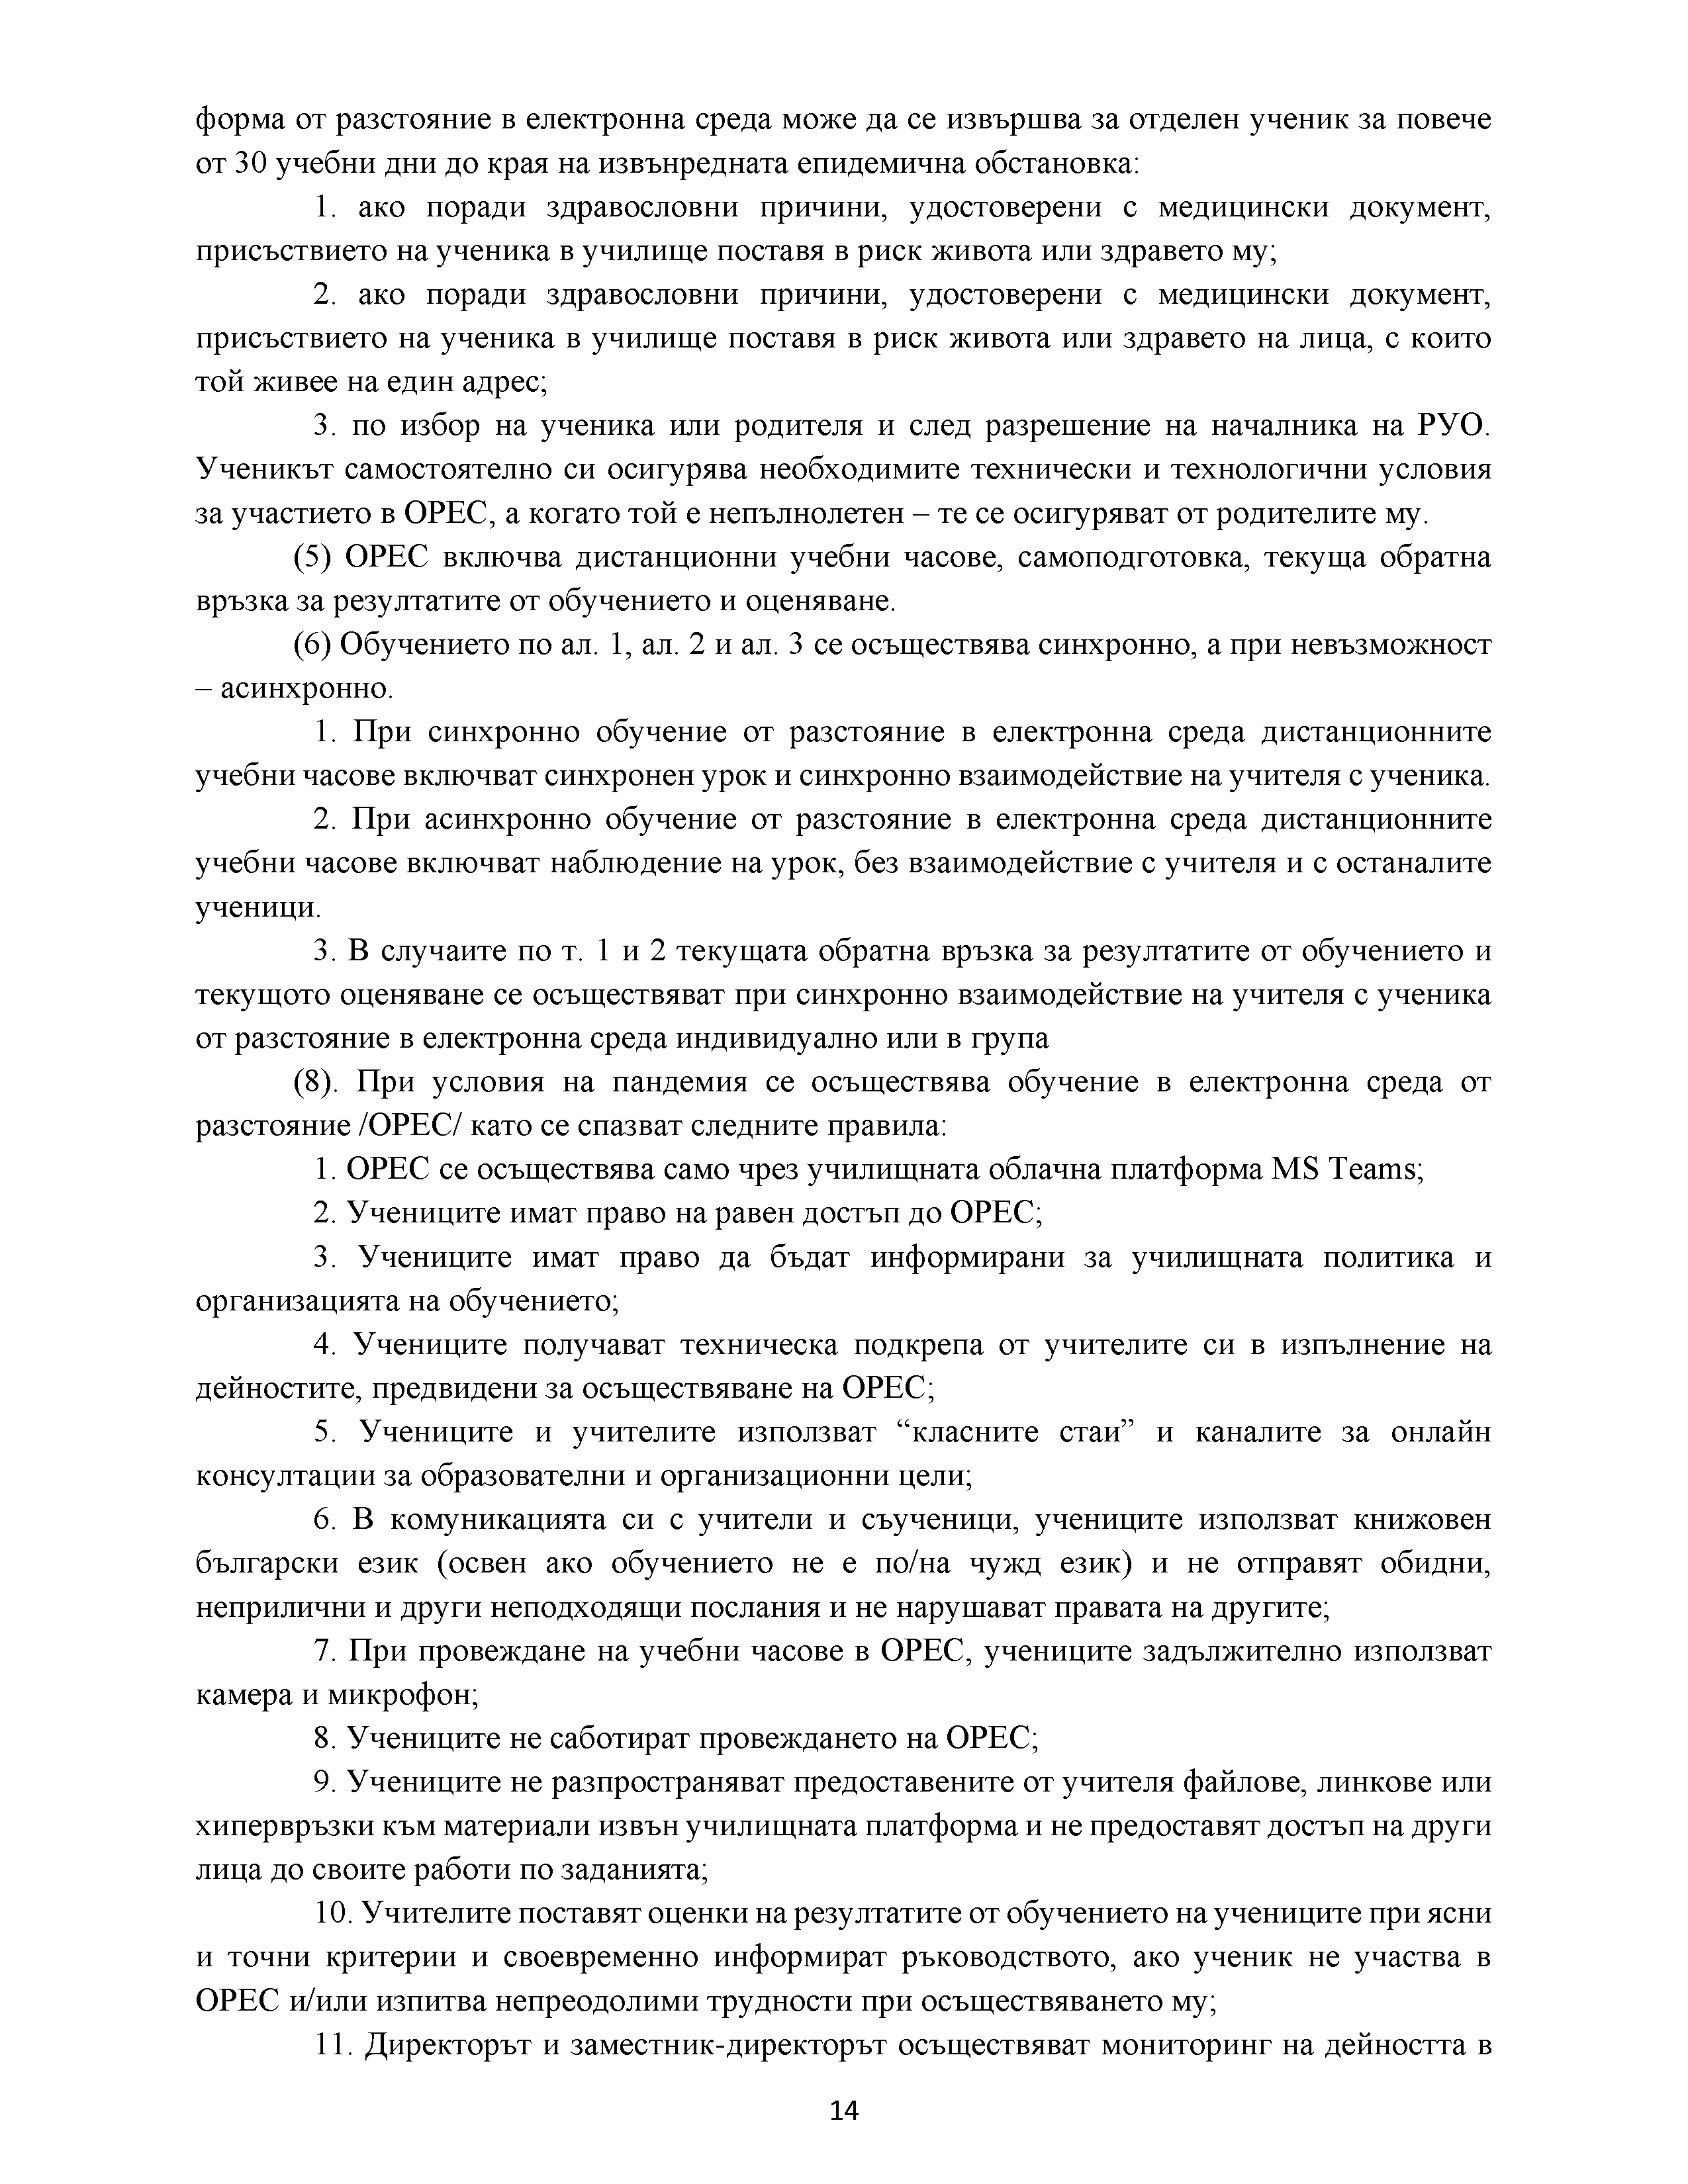 форма от разстояние в електронна среда може да се извършва за отделен ученик за повече
от 30 учебни дни до края на извънредната епидемична обстановка:
1. ако поради здравословни причини, удостоверени с медицински документ,
присъствието на ученика в училище поставя в риск живота или здравето му;
2. ако поради здравословни причини, удостоверени с медицински документ,
присъствието на ученика в училище поставя в риск живота или здравето на лица, с които
той живее на един адрес;
3. по избор на ученика или родителя и след разрешение на началника на РУО.
Ученикът самостоятелно си осигурява необходимите технически и технологични условия
за участието в ОРЕС, а когато той е непълнолетен – те се осигуряват от родителите му.
(5) ОРЕС включва дистанционни учебни часове, самоподготовка, текуща обратна
връзка за резултатите от обучението и оценяване.
(6) Обучението по ал. 1, ал. 2 и ал. 3 се осъществява синхронно, а при невъзможност
– асинхронно.
1. При синхронно обучение от разстояние в електронна среда дистанционните
учебни часове включват синхронен урок и синхронно взаимодействие на учителя с ученика.
2. При асинхронно обучение от разстояние в електронна среда дистанционните
учебни часове включват наблюдение на урок, без взаимодействие с учителя и с останалите
ученици.
3. В случаите по т. 1 и 2 текущата обратна връзка за резултатите от обучението и
текущото оценяване се осъществяват при синхронно взаимодействие на учителя с ученика
от разстояние в електронна среда индивидуално или в група
(8). При условия на пандемия се осъществява обучение в електронна среда от
разстояние /ОРЕС/ като се спазват следните правила:
1. ОРЕС се осъществява само чрез училищната облачна платформа MS Teams;
2. Учениците имат право на равен достъп до ОРЕС;
3. Учениците имат право да бъдат информирани за училищната политика и
организацията на обучението;
4. Учениците получават техническа подкрепа от учителите си в изпълнение на
дейностите, предвидени за осъществяване на ОРЕС;
5. Учениците и учителите използват “класните стаи” и каналите за онлайн
консултации за образователни и организационни цели;
6. В комуникацията си с учители и съученици, учениците използват книжовен
български език (освен ако обучението не е по/на чужд език) и не отправят обидни,
неприлични и други неподходящи послания и не нарушават правата на другите;
7. При провеждане на учебни часове в ОРЕС, учениците задължително използват
камера и микрофон;
8. Учениците не саботират провеждането на ОРЕС;
9. Учениците не разпространяват предоставените от учителя файлове, линкове или
хипервръзки към материали извън училищната платформа и не предоставят достъп на други
лица до своите работи по заданията;
10. Учителите поставят оценки на резултатите от обучението на учениците при ясни
и точни критерии и своевременно информират ръководството, ако ученик не участва в
ОРЕС и/или изпитва непреодолими трудности при осъществяването му;
11. Директорът и заместник-директорът осъществяват мониторинг на дейността в
14